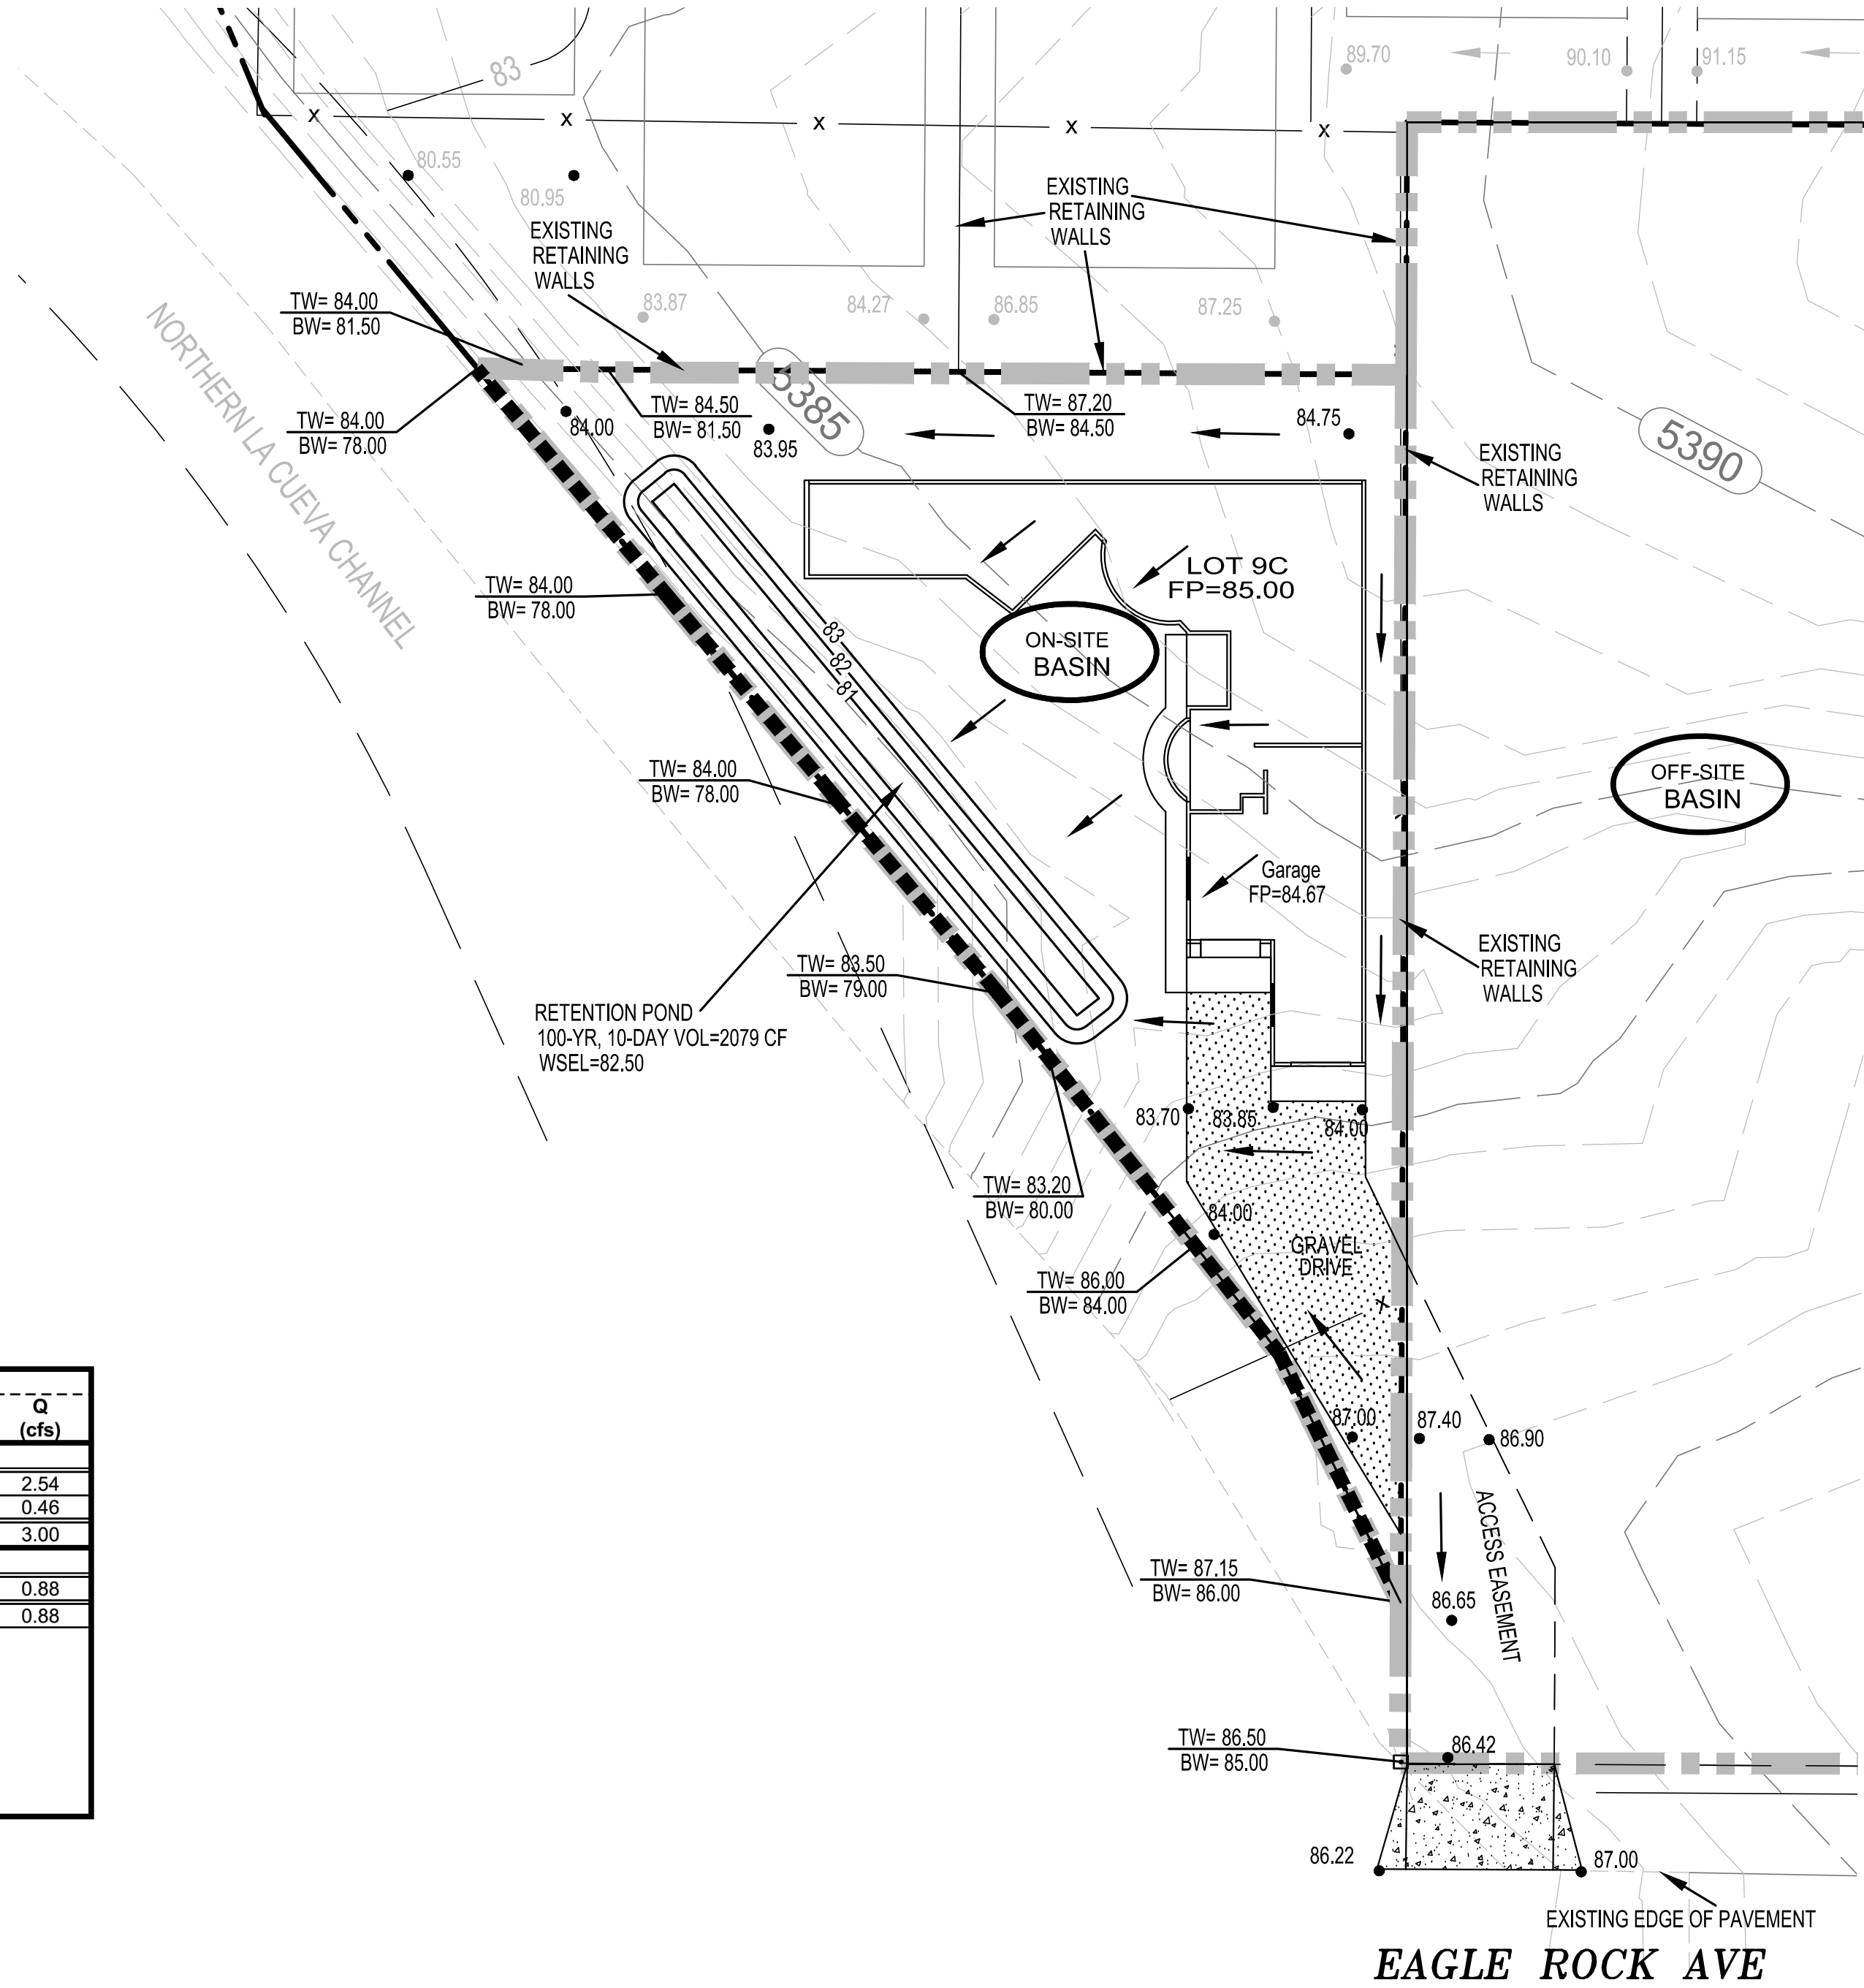 83
89.70
90.10
91.15
X
X
X
X
X
80.55
80.95
EXISTING
RETAINING
WALLS
EXISTING
RETAINING
WALLS
TW= 84.00
BW= 81.50
83.87
84.27
86.85
87.25
NORTHERN LA CUEVA CHANNEL
TW= 84.00
BW= 78.00
84.00
TW= 84.50
BW= 81.50
83.95
5385
TW= 87.20
BW= 84.50
84.75
5390
EXISTING
RETAINING
WALLS
LOT 9C
FP=85.00
TW= 84.00
BW= 78.00
83
82
81
ON-SITE
BASIN
OFF-SITE
BASIN
TW= 84.00
BW= 78.00
Garage
FP=84.67
EXISTING
RETAINING
WALLS
TW= 83.50
BW= 79.00
RETENTION POND
100-YR, 10-DAY VOL=2079 CF
WSEL=82.50
83.70
83.85
84.00
TW= 83.20
BW= 80.00
84.00
GRAVEL
DRIVE
TW= 86.00
BW= 84.00
X
87.00
87.40
86.90
Q
(cfs)
2.54
0.46
3.00
0.88
0.88
ACCESS EASEMENT
TW= 87.15
BW= 86.00
86.65
TW= 86.50
BW= 85.00
86.42
86.22
87.00
EXISTING EDGE OF PAVEMENT
EAGLE ROCK AVE